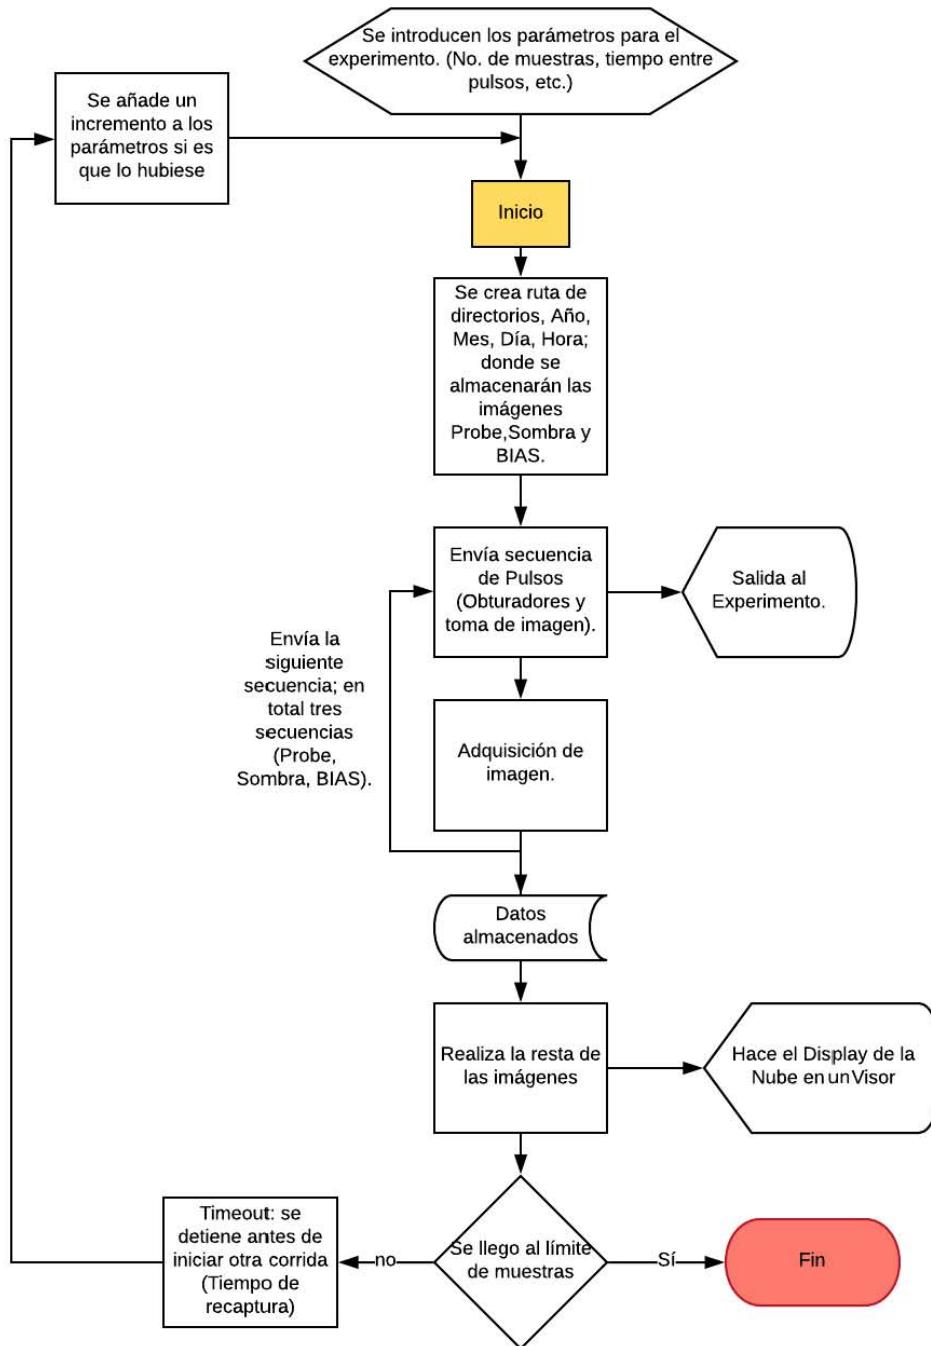 Se introducen los parámetros para el
experimento. (No. de muestras, tiempo entre
pulsos, etc.)
Se añade un
incremento a los
parámetros si es
que lo hubiese
Inicio
Se crea ruta de
directorios, Año,
Mes, Día, Hora;
donde se
almacenarán las
imágenes
Probe,Sombra y
BIAS.
Envía secuencia
de Pulsos
(Obturadores y
toma de imagen).
Salida al
Experimento.
Envía la
siguiente
secuencia; en
total tres
secuencias
(Probe,
Sombra, BIAS).
Adquisición de
imagen.
Datos
almacenados
Realiza la resta de
las imágenes
Hace el Display de la
Nube en un Visor
Se llego al límite
de muestras
no
Sí
Timeout: se
detiene antes de
iniciar otra corrida
(Tiempo de
recaptura)
Fin